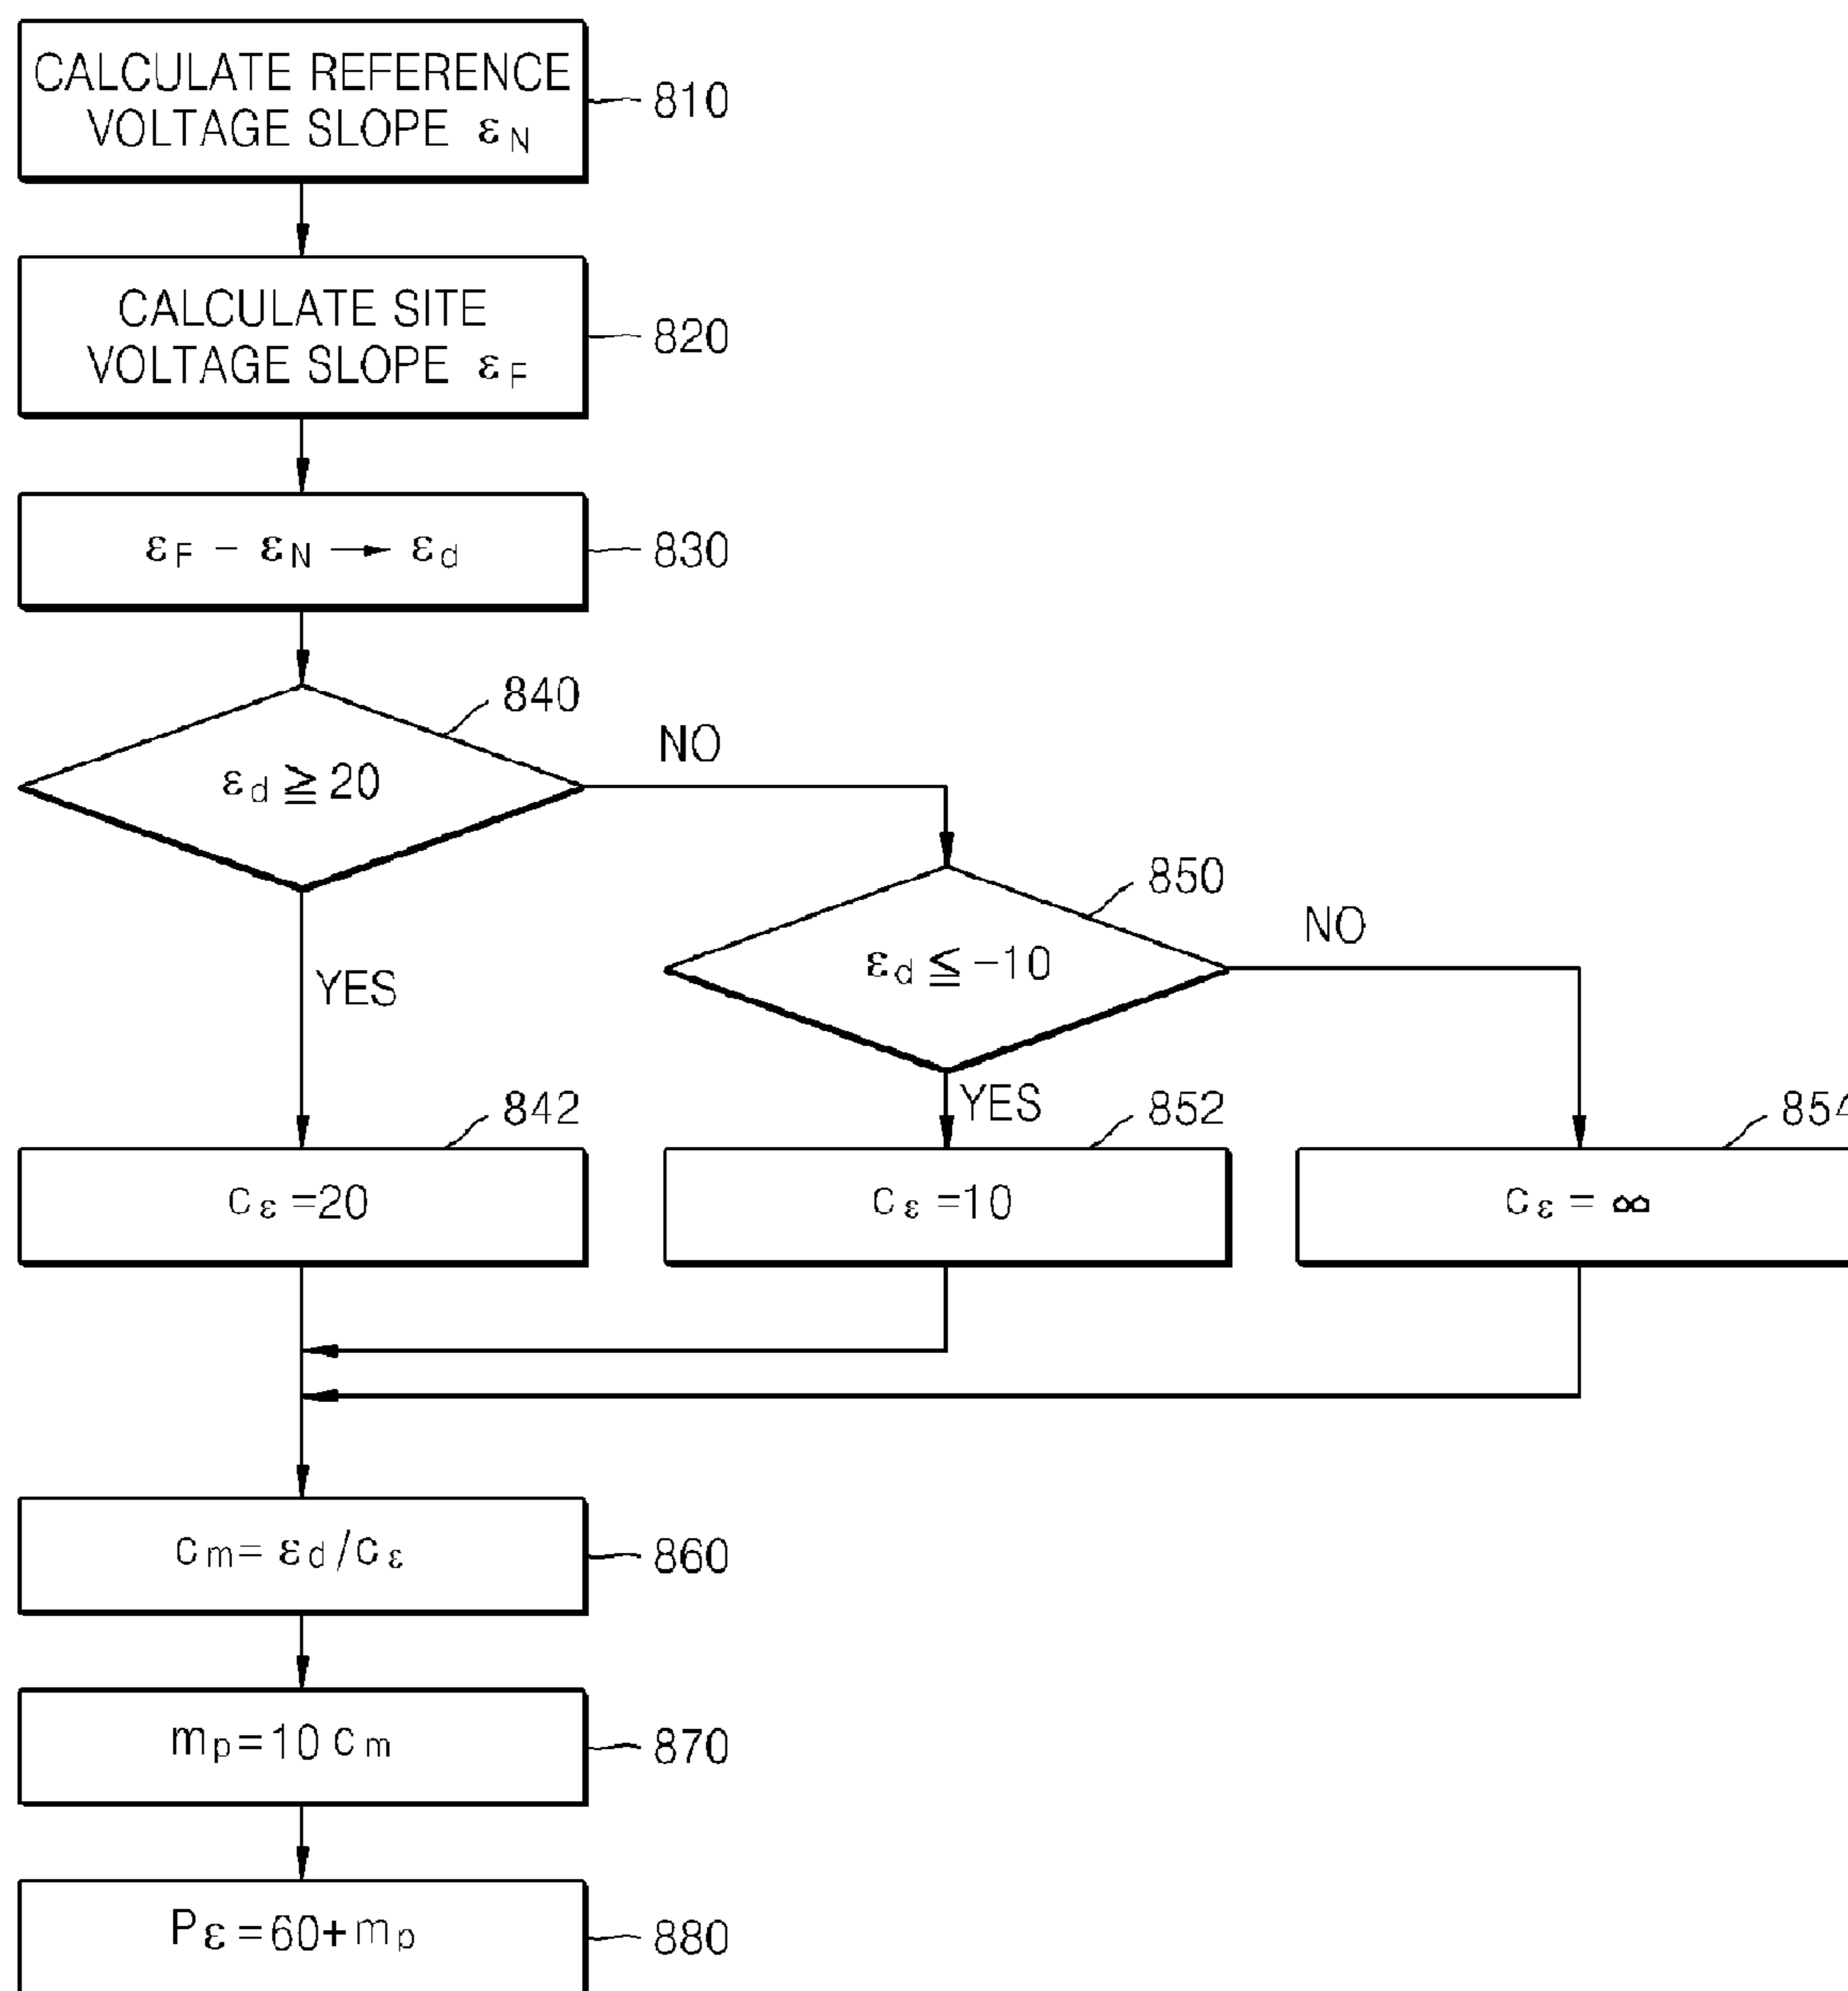 CALCULATE REFERENCE
VOLTAGE SLOPE εN
810
CALCULATE SITE
VOLTAGE SLOPE εF
820
εF − εN → εd
830
840
εd ≧ 20
NO
YES
850
εd ≦ −10
NO
YES
842
cε = 20
852
cε = 10
854
cε = ∞
cm = εd / cε
860
mp = 10 cm
870
Pε = 60 + mp
880